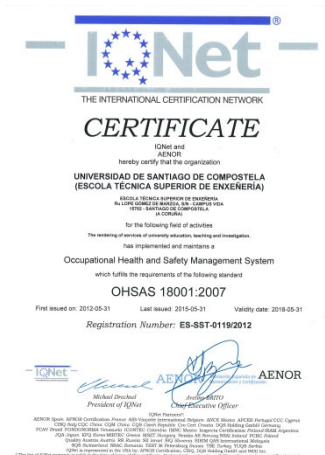 IQNet ®
THE INTERNATIONAL CERTIFICATION NETWORK
CERTIFICATE
IQNet and
AENOR
hereby certify that the organization
UNIVERSIDAD DE SANTIAGO DE COMPOSTELA
(ESCOLA TÉCNICA SUPERIOR DE ENXEÑERÍA)
ESCOLA TÉCNICA SUPERIOR DE ENXEÑERÍA
Ru LOPE GÓMEZ DE MARZOA, S/N - CAMPUS VIDA
15782 - SANTIAGO DE COMPOSTELA
(A CORUÑA)
for the following field of activities
The rendering of services of university education, teaching and investigation.
has implemented and maintains a
Occupational Health and Safety Management System
which fulfills the requirements of the following standard
OHSAS 18001:2007
First issued on: 2012-05-31 Last issued: 2015-05-31 Validity date: 2018-05-31
Registration Number: ES-SST-0119/2012
IQNet
AENOR
AENOR
Michael Drechsel
President of IQNet
Avelino BRITO
Chief Executive Officer
IQNet Partners*: